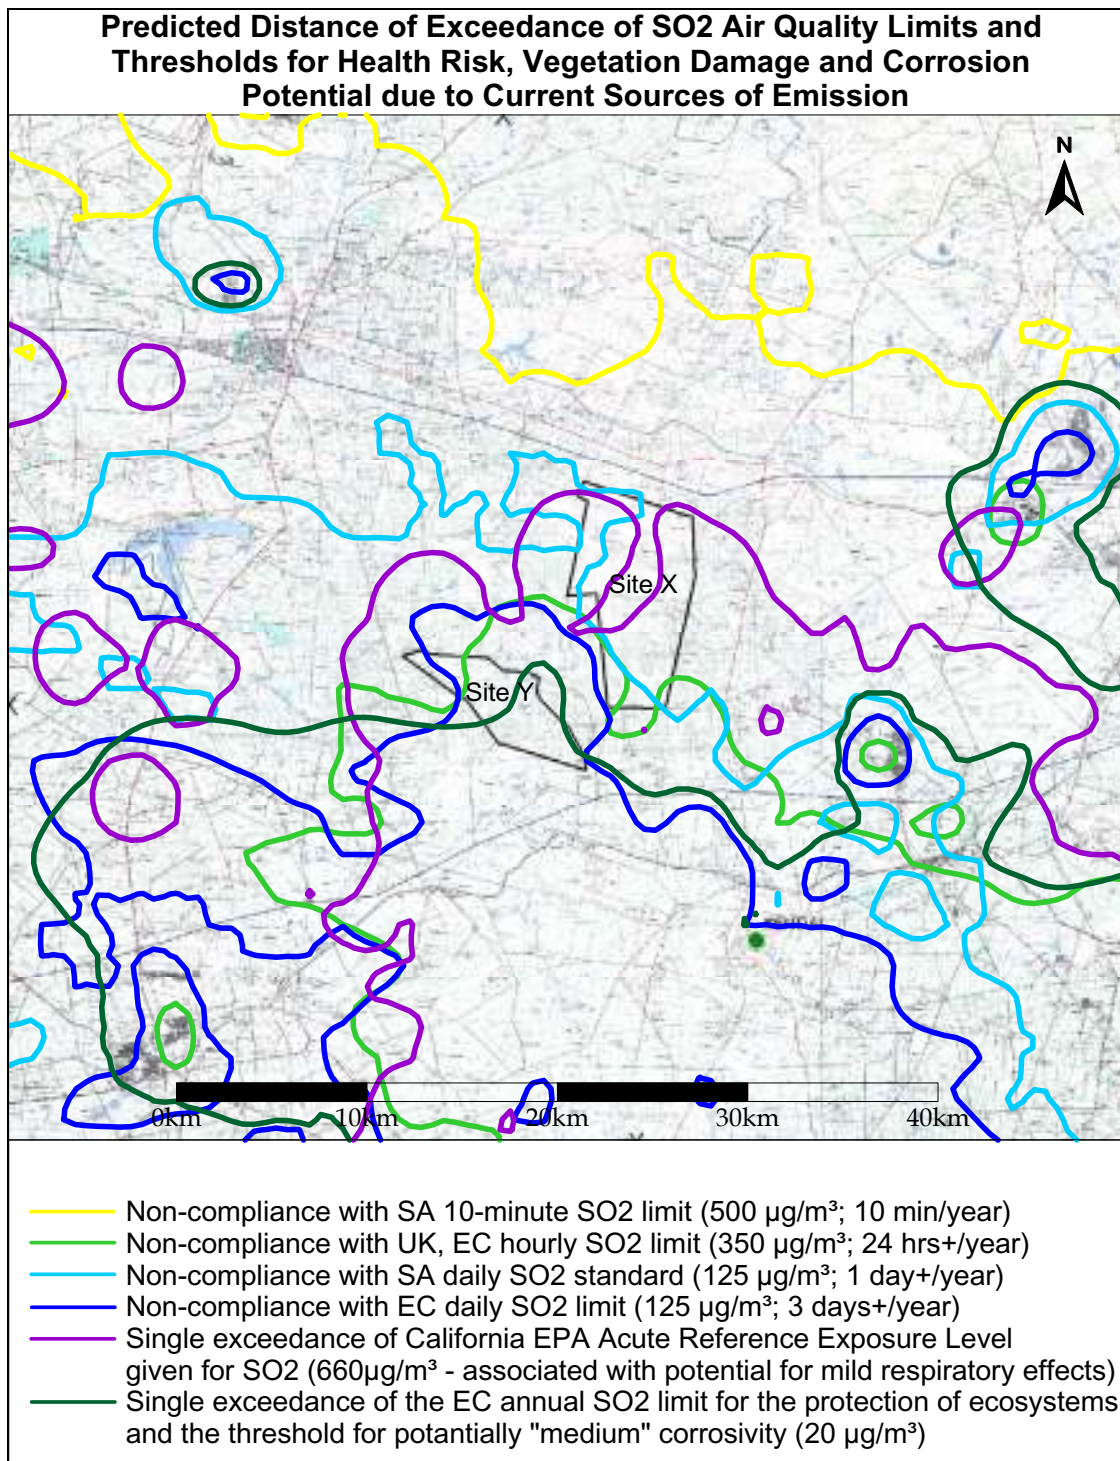 Predicted Distance of Exceedance of SO2 Air Quality Limits and
Thresholds for Health Risk, Vegetation Damage and Corrosion
Potential due to Current Sources of Emission
N
Site X
Site Y
0km 10km 20km 30km 40km
Non-compliance with SA 10-minute SO2 limit (500 µg/m³; 10 min/year)
Non-compliance with UK, EC hourly SO2 limit (350 µg/m³; 24 hrs+/year)
Non-compliance with SA daily SO2 standard (125 µg/m³; 1 day+/year)
Non-compliance with EC daily SO2 limit (125 µg/m³; 3 days+/year)
Single exceedance of California EPA Acute Reference Exposure Level
given for SO2 (660µg/m³ - associated with potential for mild respiratory effects)
Single exceedance of the EC annual SO2 limit for the protection of ecosystems
and the threshold for potentially "medium" corrosivity (20 µg/m³)